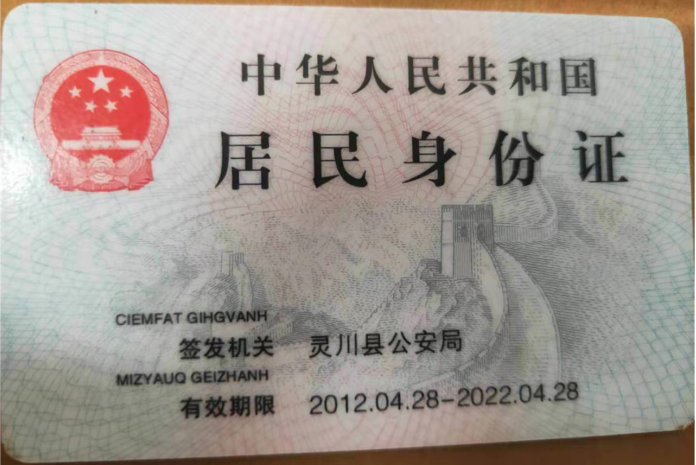 中华人民共和国
居民身份证
CIEMFAT GIHGVANH
签发机关 灵川县公安局
MIZYAUQ GEIZHANH
有效期限 2012.04.28-2022.04.28